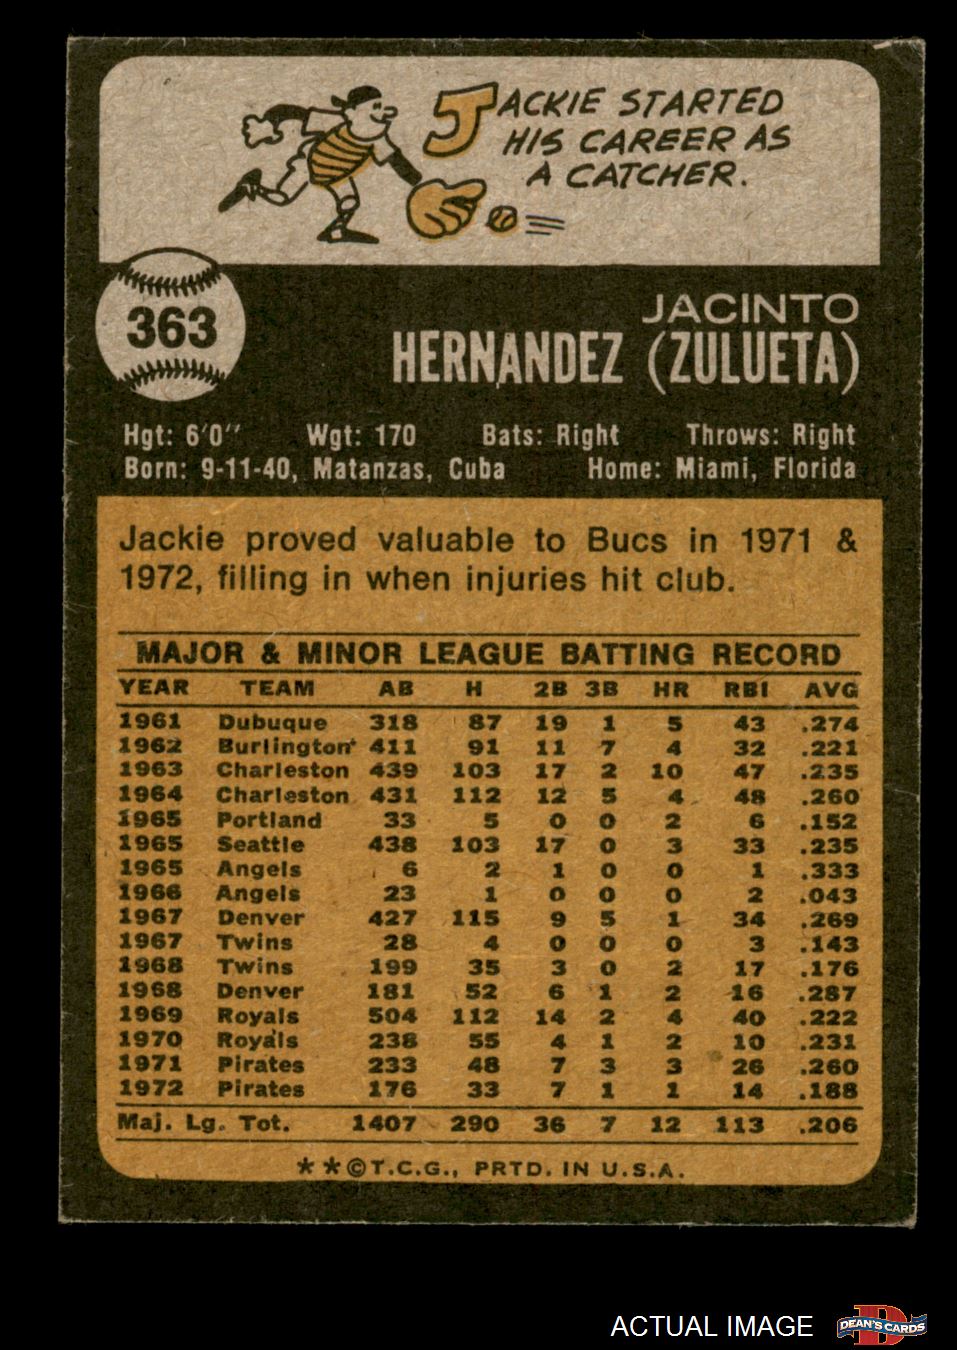 JACKIE STARTED
HIS CAREER AS
A CATCHER.
363
JACINTO
HERNANDEZ (ZULUETA)
Hgt: 6'0" Wgt: 170 Bats: Right Throws: Right
Born: 9-11-40, Matanzas, Cuba Home: Miami, Florida
Jackie proved valuable to Bucs in 1971 &
1972, filling in when injuries hit club.
MAJOR & MINOR LEAGUE BATTING RECORD
YEAR TEAM AB H 2B 3B HR RBI AVG
1961 Dubuque 318 87 19 1 5 43 .274
1962 Burlington* 411 91 11 7 4 32 .221
1963 Charleston 439 103 17 2 10 47 .235
1964 Charleston 431 112 12 5 4 48 .260
1965 Portland 33 5 0 0 2 6 .152
1965 Seattle 438 103 17 0 3 33 .235
1965 Angels 6 2 1 0 0 1 .333
1966 Angels 23 1 0 0 0 2 .043
1967 Denver 427 115 9 5 1 34 .269
1967 Twins 28 4 0 0 0 3 .143
1968 Twins 199 35 3 0 2 17 .176
1968 Denver 181 52 6 1 2 16 .287
1969 Royals 504 112 14 2 4 40 .222
1970 Royals 238 55 4 1 2 10 .231
1971 Pirates 233 48 7 3 3 26 .260
1972 Pirates 176 33 7 1 1 14 .188
Maj. Lg. Tot. 1407 290 36 7 12 113 .206
**©T.C.G., PRTD. IN U.S.A.
ACTUAL IMAGE
D
DEAN'S CARDS